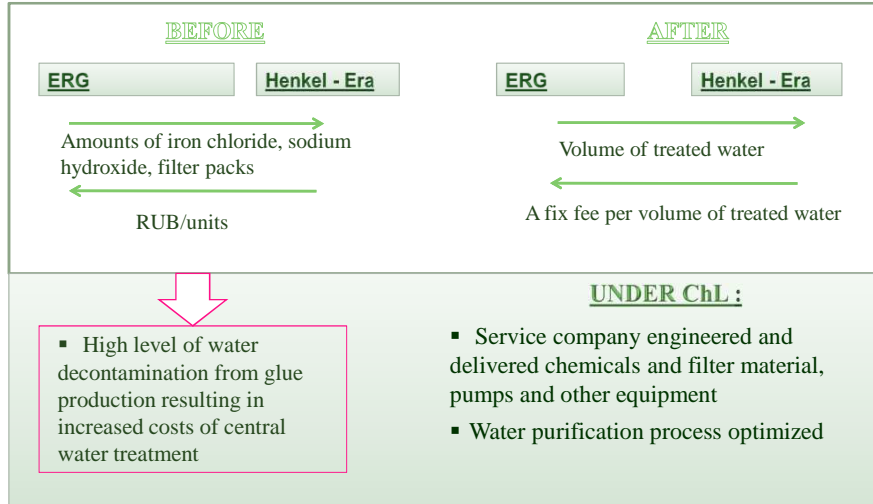 BEFORE
ERG
Henkel - Era
Amounts of iron chloride, sodium
hydroxide, filter packs
RUB/units
AFTER
ERG
Henkel - Era
Volume of treated water
A fix fee per volume of treated water
▪ High level of water
decontamination from glue
production resulting in
increased costs of central
water treatment
UNDER ChL :
▪ Service company engineered and
delivered chemicals and filter material,
pumps and other equipment
▪ Water purification process optimized